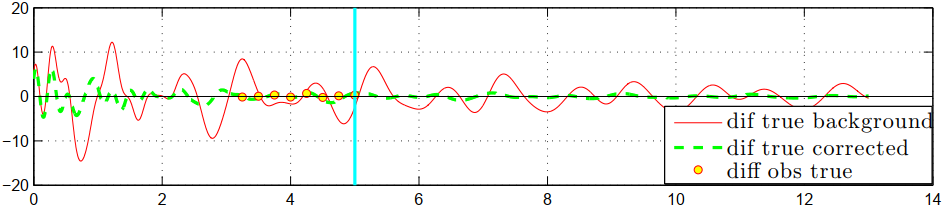 20
10
0
−10
−20
0 2 4 6 8 10 12 14
dif true background
dif true corrected
diff obs true